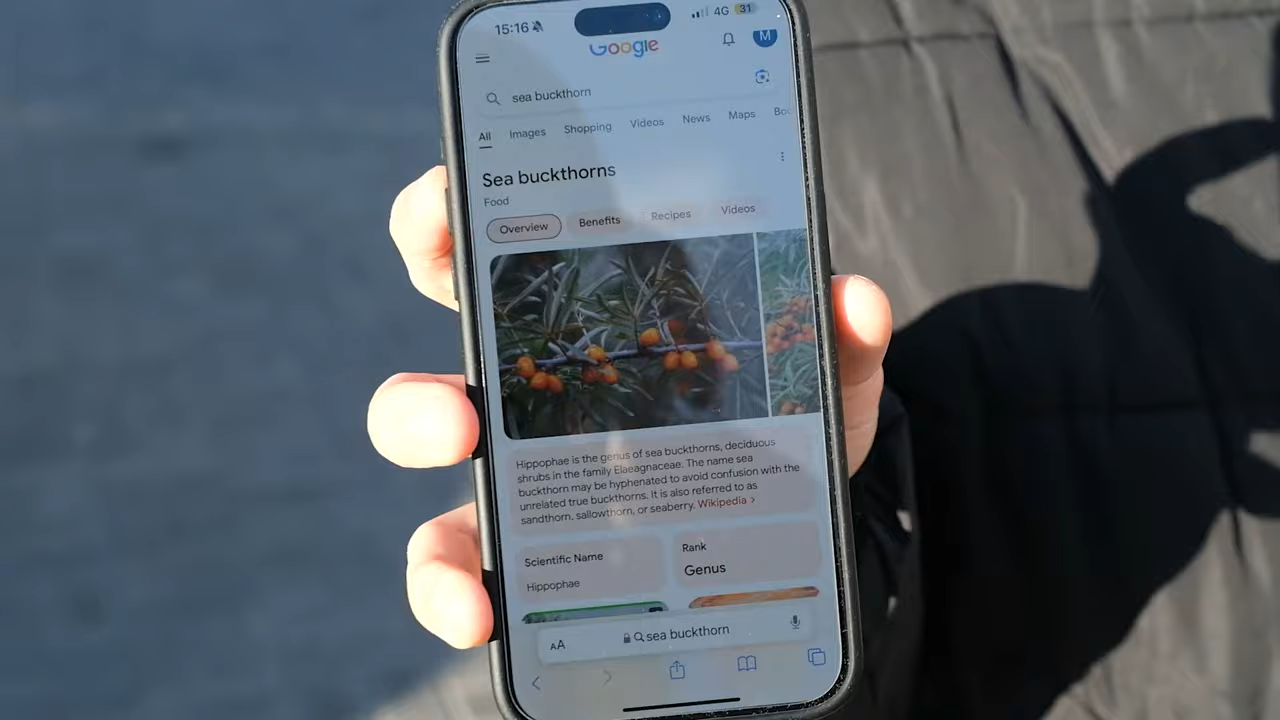 15:16
4G 31
Google
M
sea buckthorn
All Images Shopping Videos News Maps Boo
Sea buckthorns
Food
Overview Benefits Recipes Videos
Hippophae is the genus of sea buckthorns, deciduous
shrubs in the family Elaeagnaceae. The name sea
buckthorn may be hyphenated to avoid confusion with the
unrelated true buckthorns. It is also referred to as
sandthorn, sallowthorn, or seaberry. Wikipedia >
Scientific Name
Hippophae
Rank
Genus
AA sea buckthorn